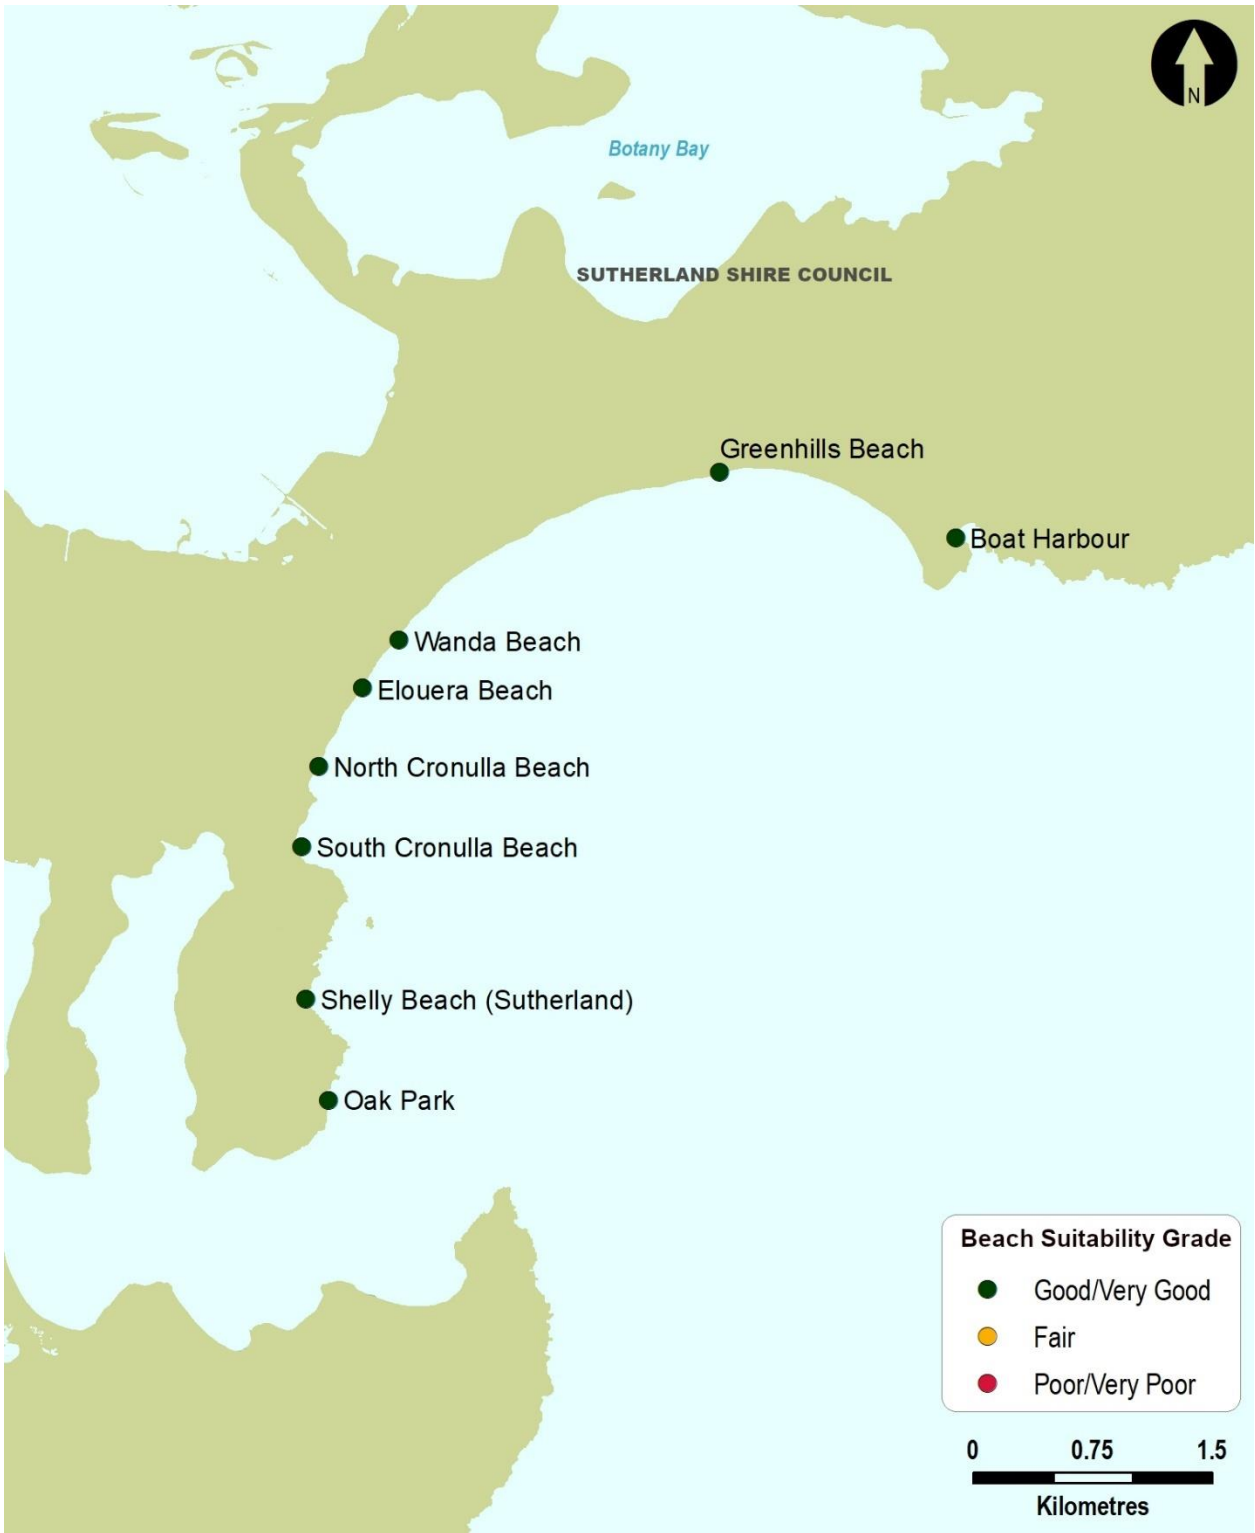 N
Botany Bay
SUTHERLAND SHIRE COUNCIL
Greenhills Beach
Boat Harbour
Wanda Beach
Elouera Beach
North Cronulla Beach
South Cronulla Beach
Shelly Beach (Sutherland)
Oak Park
Beach Suitability Grade
Good/Very Good
Fair
Poor/Very Poor
0 0.75 1.5
Kilometres